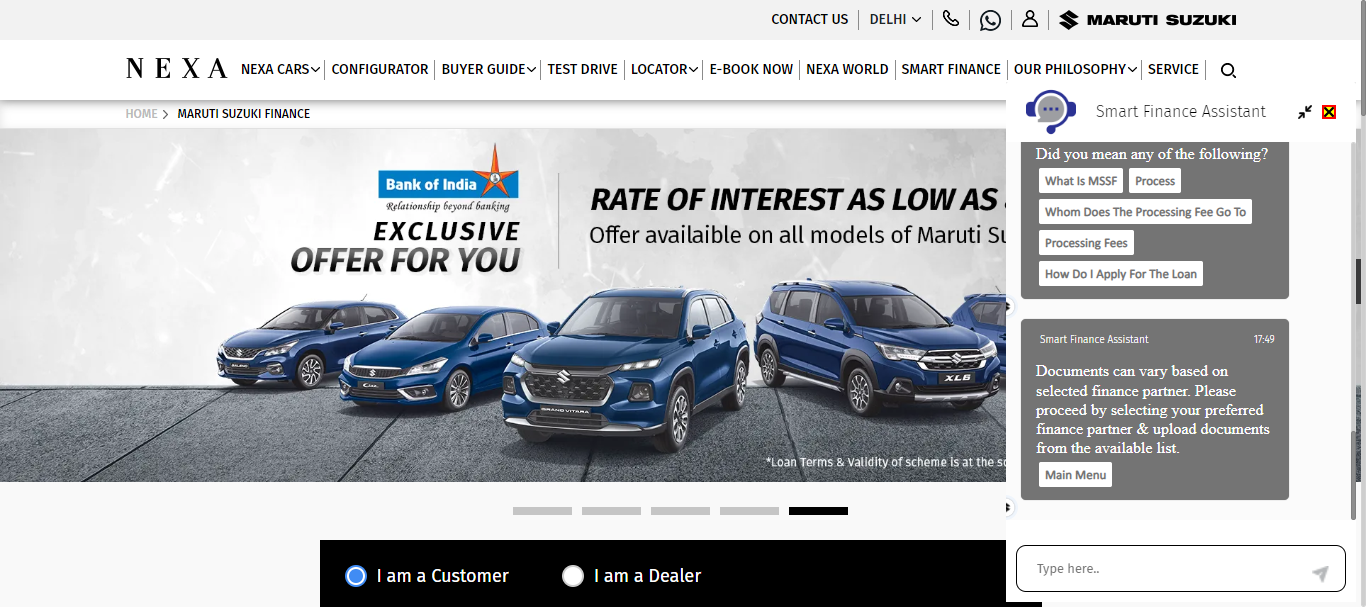 CONTACT US
DELHI
MARUTI SUZUKI
NEXA
NEXA CARS
CONFIGURATOR
BUYER GUIDE
TEST DRIVE
LOCATOR
E-BOOK NOW
NEXA WORLD
SMART FINANCE
OUR PHILOSOPHY
SERVICE
HOME
MARUTI SUZUKI FINANCE
Bank of India
Relationship beyond banking
EXCLUSIVE
OFFER FOR YOU
RATE OF INTEREST AS LOW AS
Offer availaible on all models of Maruti Su
GRAND VITARA
XL6
*Loan Terms & Validity of scheme is at the
I am a Customer
I am a Dealer
Smart Finance Assistant
Did you mean any of the following?
What Is MSSF
Process
Whom Does The Processing Fee Go To
Processing Fees
How Do I Apply For The Loan
Smart Finance Assistant
17:49
Documents can vary based on
selected finance partner. Please
proceed by selecting your preferred
finance partner & upload documents
from the available list.
Main Menu
Type here..